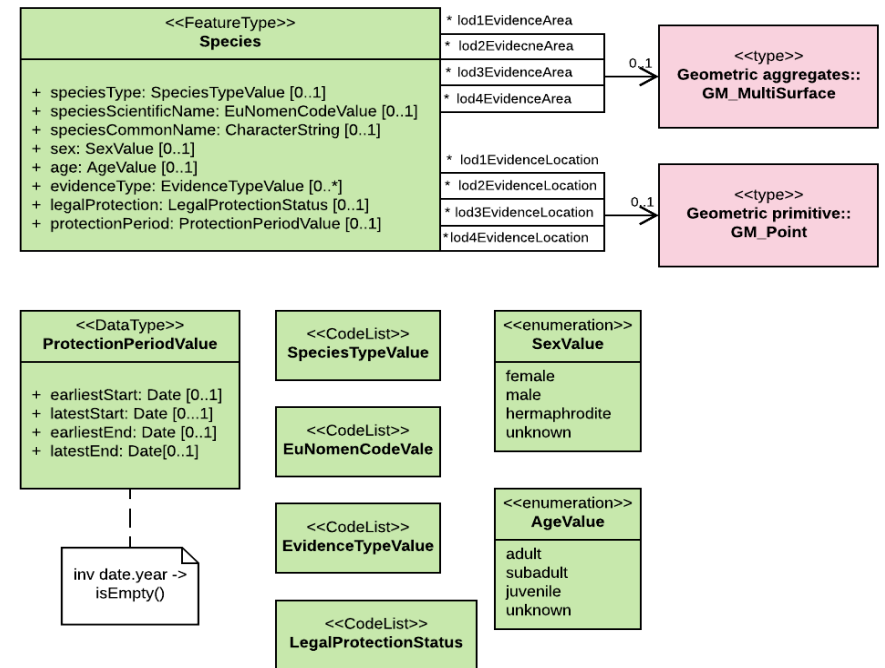 <<FeatureType>>
Species
+ speciesType: SpeciesTypeValue [0..1]
+ speciesScientificName: EuNomenCodeValue [0..1]
+ speciesCommonName: CharacterString [0..1]
+ sex: SexValue [0..1]
+ age: AgeValue [0..1]
+ evidenceType: EvidenceTypeValue [0..*]
+ legalProtection: LegalProtectionStatus [0..1]
+ protectionPeriod: ProtectionPeriodValue [0..1]
* lod1EvidenceArea
* lod2EvidecneArea
* lod3EvidenceArea
* lod4EvidenceArea
0..1
<<type>>
Geometric aggregates::
GM_MultiSurface
* lod1EvidenceLocation
* lod2EvidenceLocation
* lod3EvidenceLocation
*lod4EvidenceLocation
0..1
<<type>>
Geometric primitive::
GM_Point
<<DataType>>
ProtectionPeriodValue
+ earliestStart: Date [0..1]
+ latestStart: Date [0...1]
+ earliestEnd: Date [0..1]
+ latestEnd: Date[0..1]
inv date.year ->
isEmpty()
<<CodeList>>
SpeciesTypeValue
<<CodeList>>
EuNomenCodeVale
<<CodeList>>
EvidenceTypeValue
<<CodeList>>
LegalProtectionStatus
<<enumeration>>
SexValue
female
male
hermaphrodite
unknown
<<enumeration>>
AgeValue
adult
subadult
juvenile
unknown